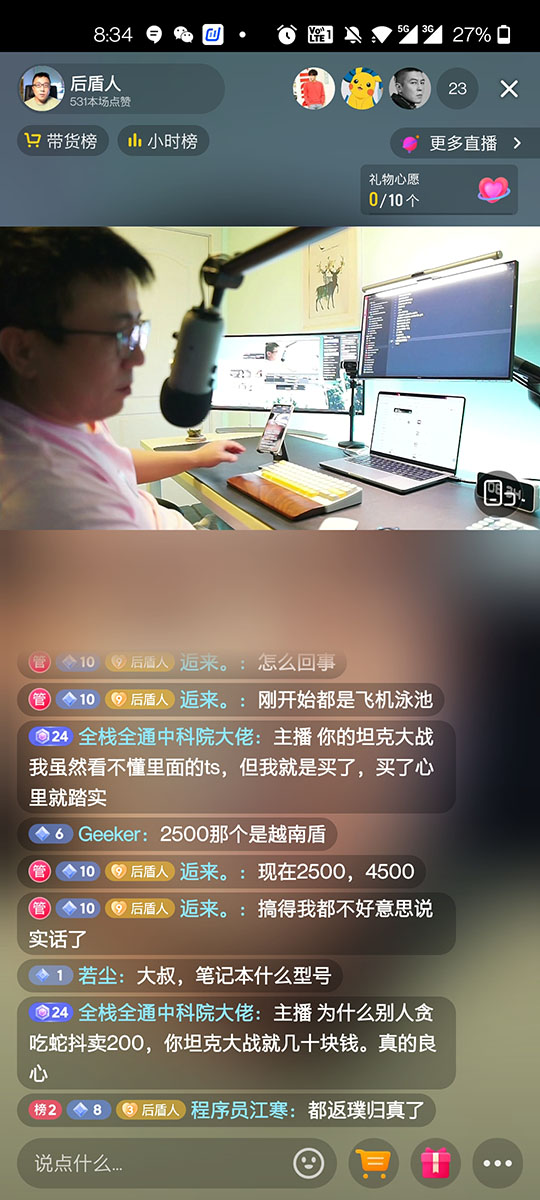 8:34
Vo LTE 1
5G
3G
27%
后盾人
531本场点赞
23
带货榜
小时榜
更多直播
礼物心愿
0/10个
管 10 9 后盾人 逅来。：怎么回事
管 10 9 后盾人 逅来。：刚开始都是飞机泳池
24 全栈全通中科院大佬：主播 你的坦克大战
我虽然看不懂里面的ts，但我就是买了，买了心
里就踏实
6 Geeker：2500那个是越南盾
管 10 9 后盾人 逅来。：现在2500，4500
管 10 9 后盾人 逅来。：搞得我都不好意思说
实话了
1 若尘：大叔，笔记本什么型号
24 全栈全通中科院大佬：主播 为什么别人贪
吃蛇抖卖200，你坦克大战就几十块钱。真的良
心
榜2 8 3 后盾人 程序员江寒：都返璞归真了
说点什么...